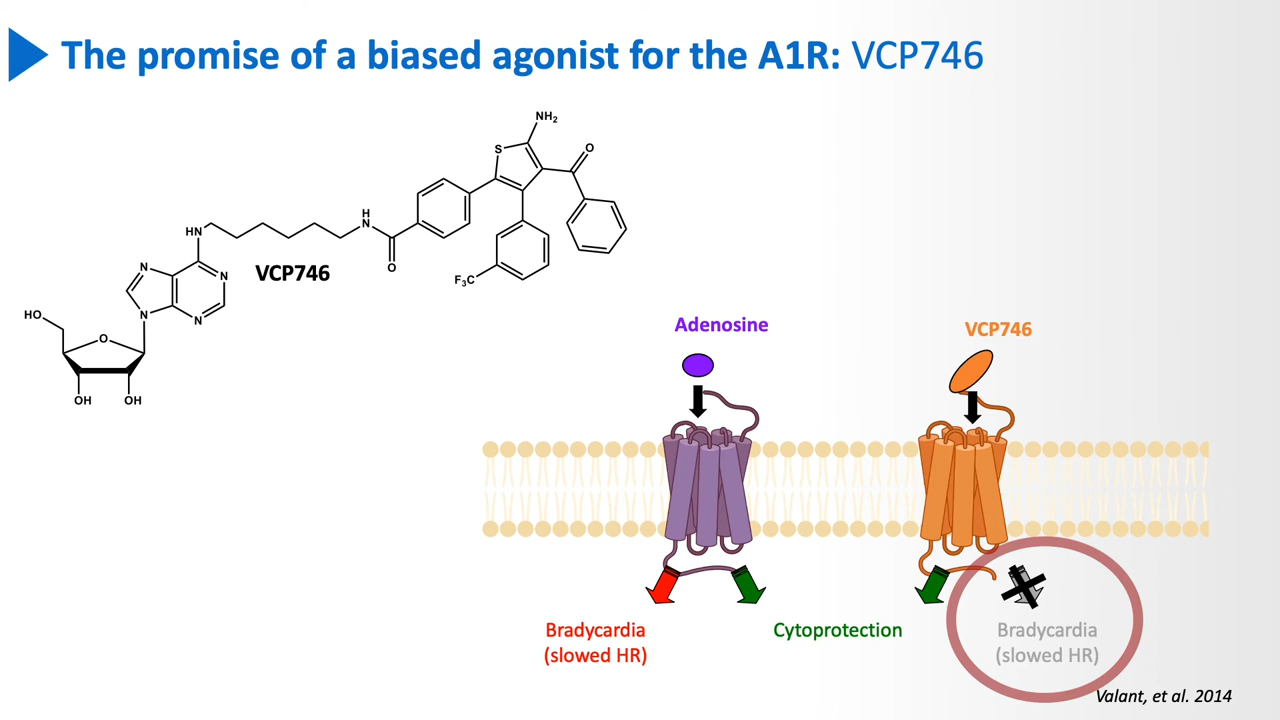 The promise of a biased agonist for the A1R: VCP746
NH₂
S
O
H
N
HN
O
F₃C
VCP746
N
N
N
N
HO
O
OH
OH
Adenosine
VCP746
Bradycardia
(slowed HR)
Cytoprotection
Bradycardia
(slowed HR)
Valant, et al. 2014